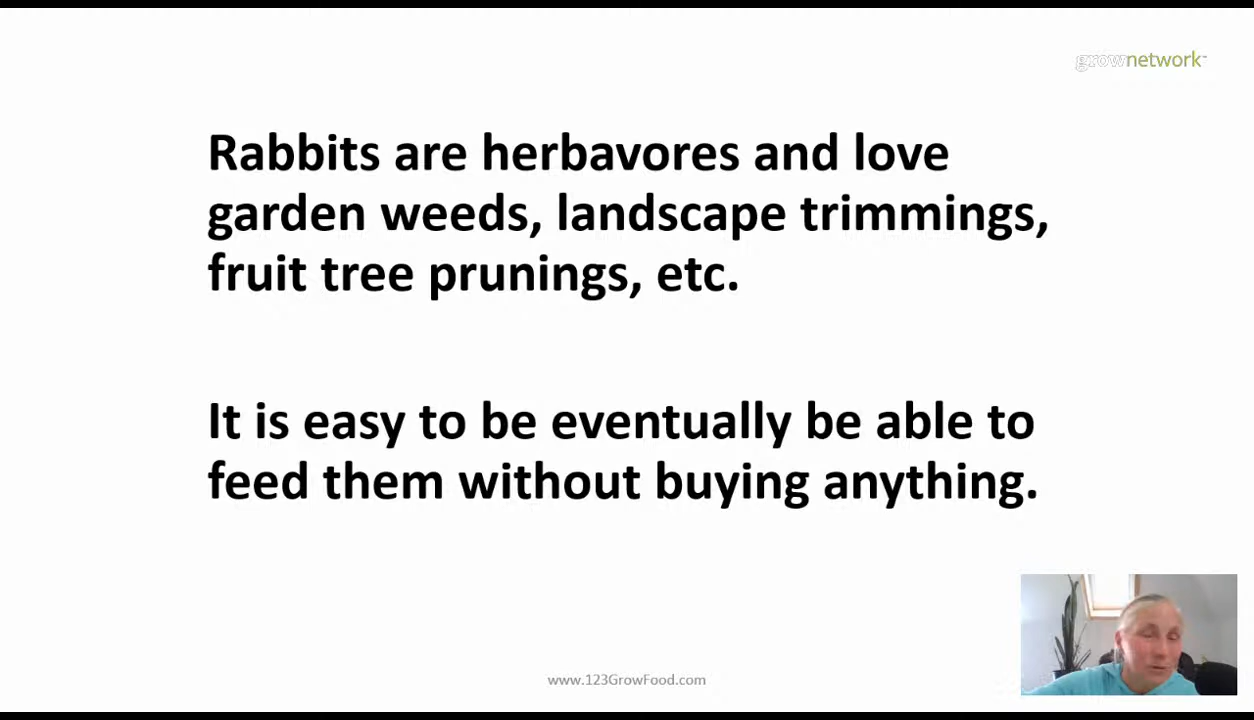 grownetwork™
Rabbits are herbavores and love
garden weeds, landscape trimmings,
fruit tree prunings, etc.
It is easy to be eventually be able to
feed them without buying anything.
www.123GrowFood.com